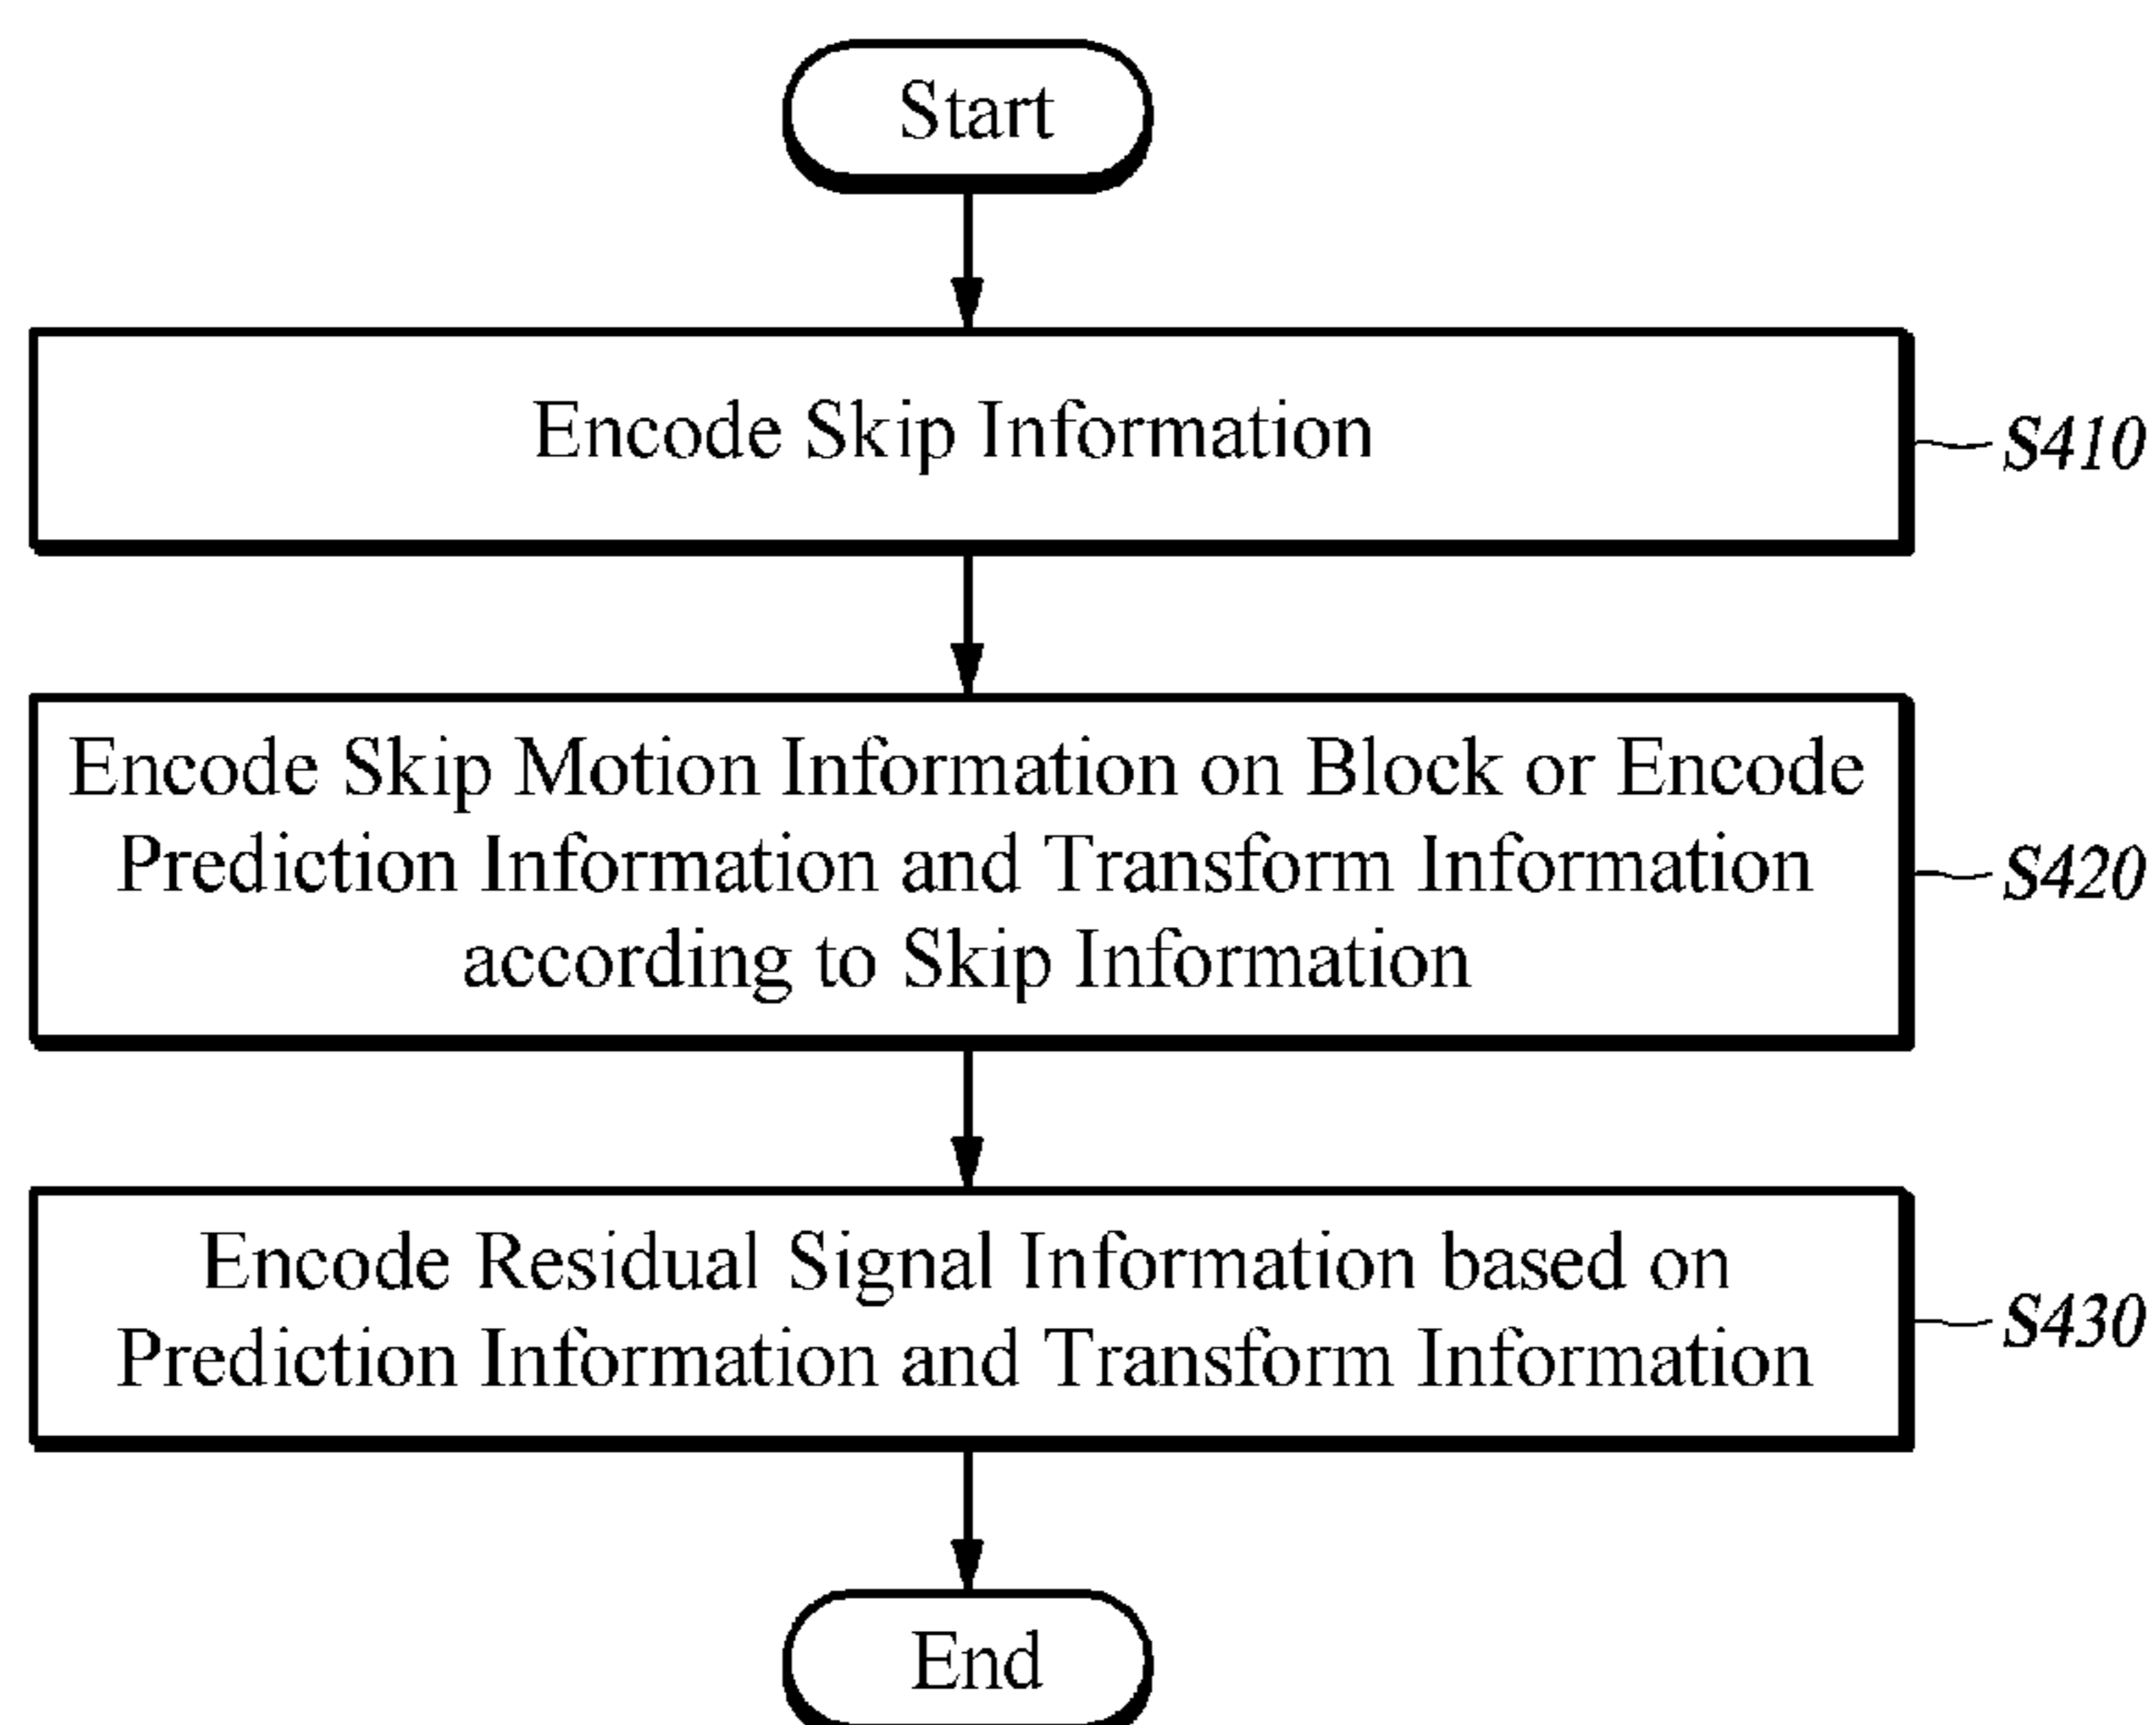 Start
Encode Skip Information
S410
Encode Skip Motion Information on Block or Encode
Prediction Information and Transform Information
according to Skip Information
S420
Encode Residual Signal Information based on
Prediction Information and Transform Information
S430
End